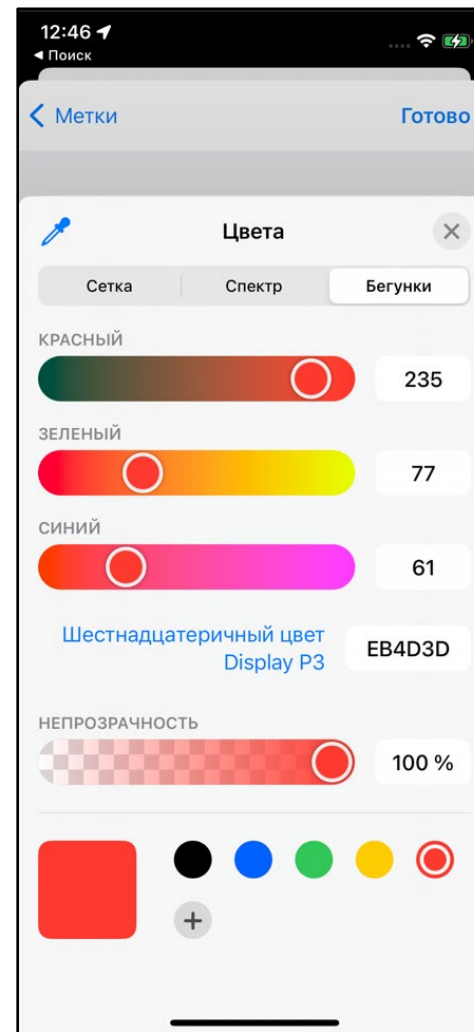 12:46
◀ Поиск
Метки
Готово
Цвета
Сетка
Спектр
Бегунки
КРАСНЫЙ
235
ЗЕЛЕНЫЙ
77
СИНИЙ
61
Шестнадцатеричный цвет
Display P3
EB4D3D
НЕПРОЗРАЧНОСТЬ
100 %